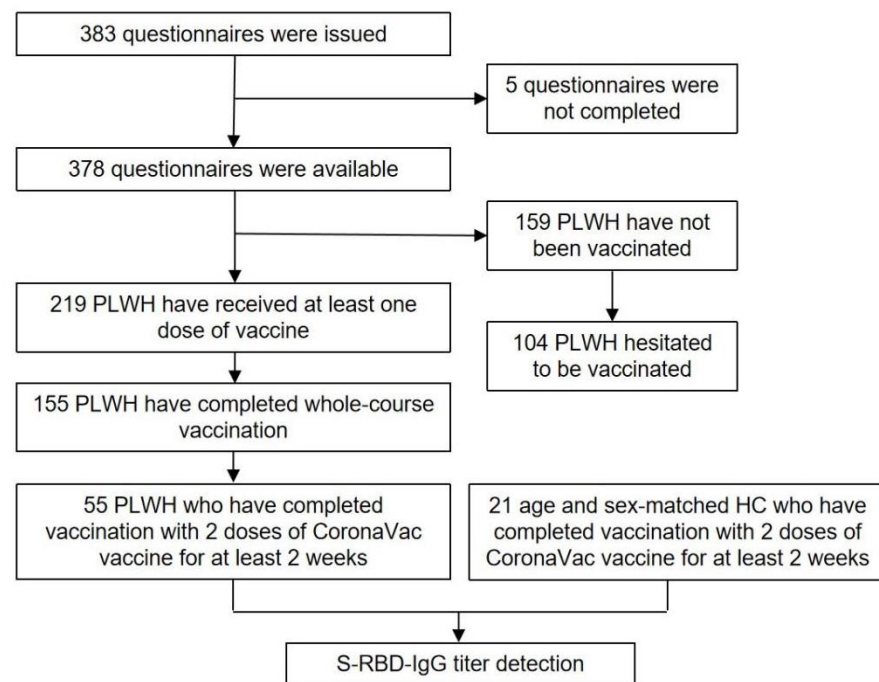 383 questionnaires were issued
5 questionnaires were
not completed
378 questionnaires were available
159 PLWH have not
been vaccinated
219 PLWH have received at least one
dose of vaccine
104 PLWH hesitated
to be vaccinated
155 PLWH have completed whole-course
vaccination
55 PLWH who have completed
vaccination with 2 doses of CoronaVac
vaccine for at least 2 weeks
21 age and sex-matched HC who have
completed vaccination with 2 doses of
CoronaVac vaccine for at least 2 weeks
S-RBD-IgG titer detection